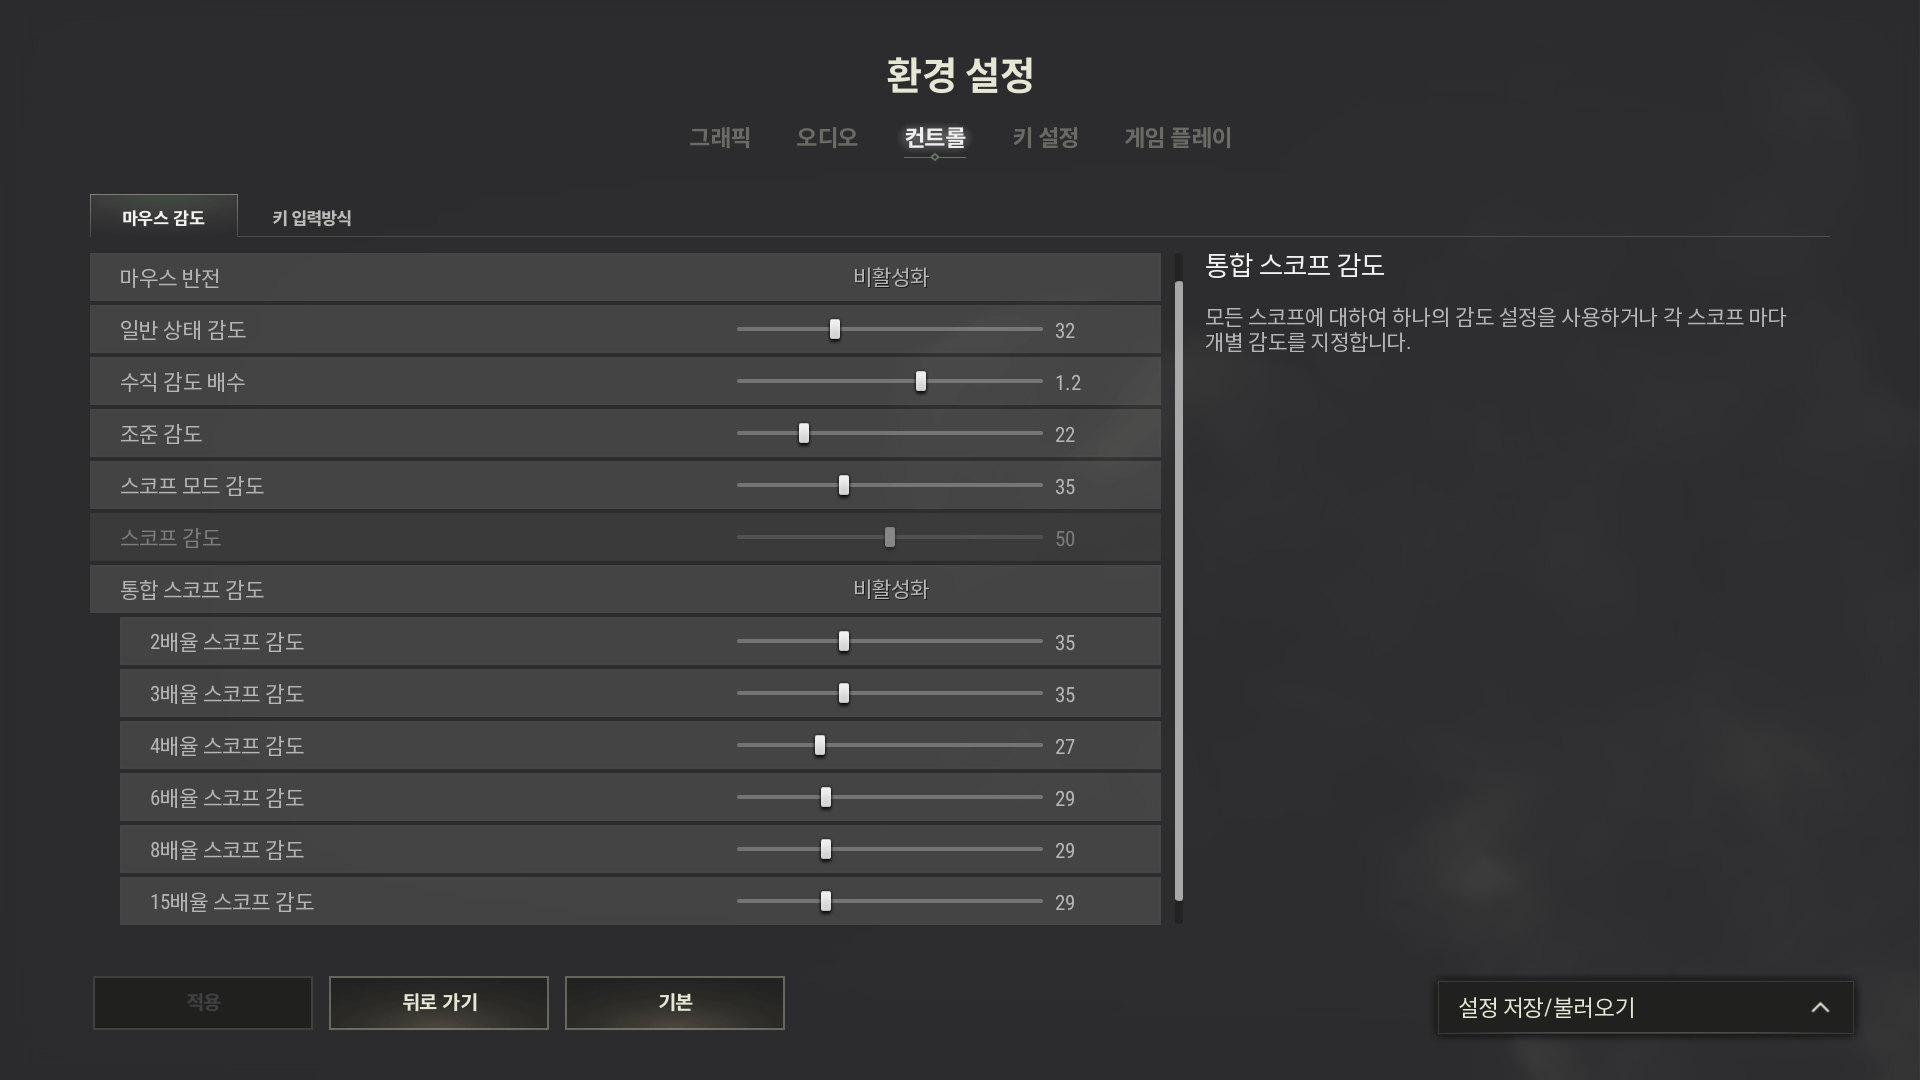 환경 설정
그래픽 오디오 컨트롤 키 설정 게임 플레이
마우스 감도 키 입력방식
마우스 반전 비활성화
일반 상태 감도 32
수직 감도 배수 1.2
조준 감도 22
스코프 모드 감도 35
스코프 감도 50
통합 스코프 감도 비활성화
2배율 스코프 감도 35
3배율 스코프 감도 35
4배율 스코프 감도 27
6배율 스코프 감도 29
8배율 스코프 감도 29
15배율 스코프 감도 29
통합 스코프 감도
모든 스코프에 대하여 하나의 감도 설정을 사용하거나 각 스코프 마다
개별 감도를 지정합니다.
적용 뒤로 가기 기본
설정 저장/불러오기